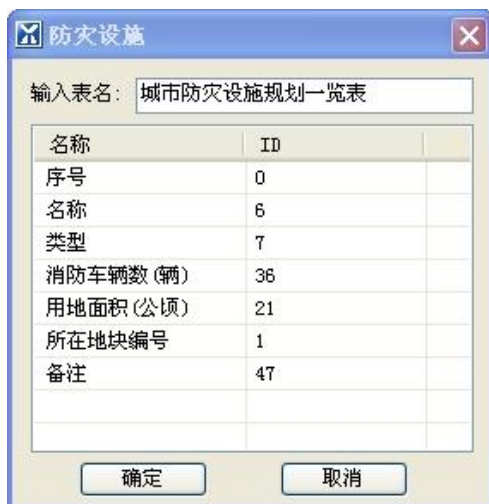 防灾设施
输入表名: 城市防灾设施规划一览表
名称 ID
序号 0
名称 6
类型 7
消防车辆数(辆) 36
用地面积(公顷) 21
所在地块编号 1
备注 47
确定 取消